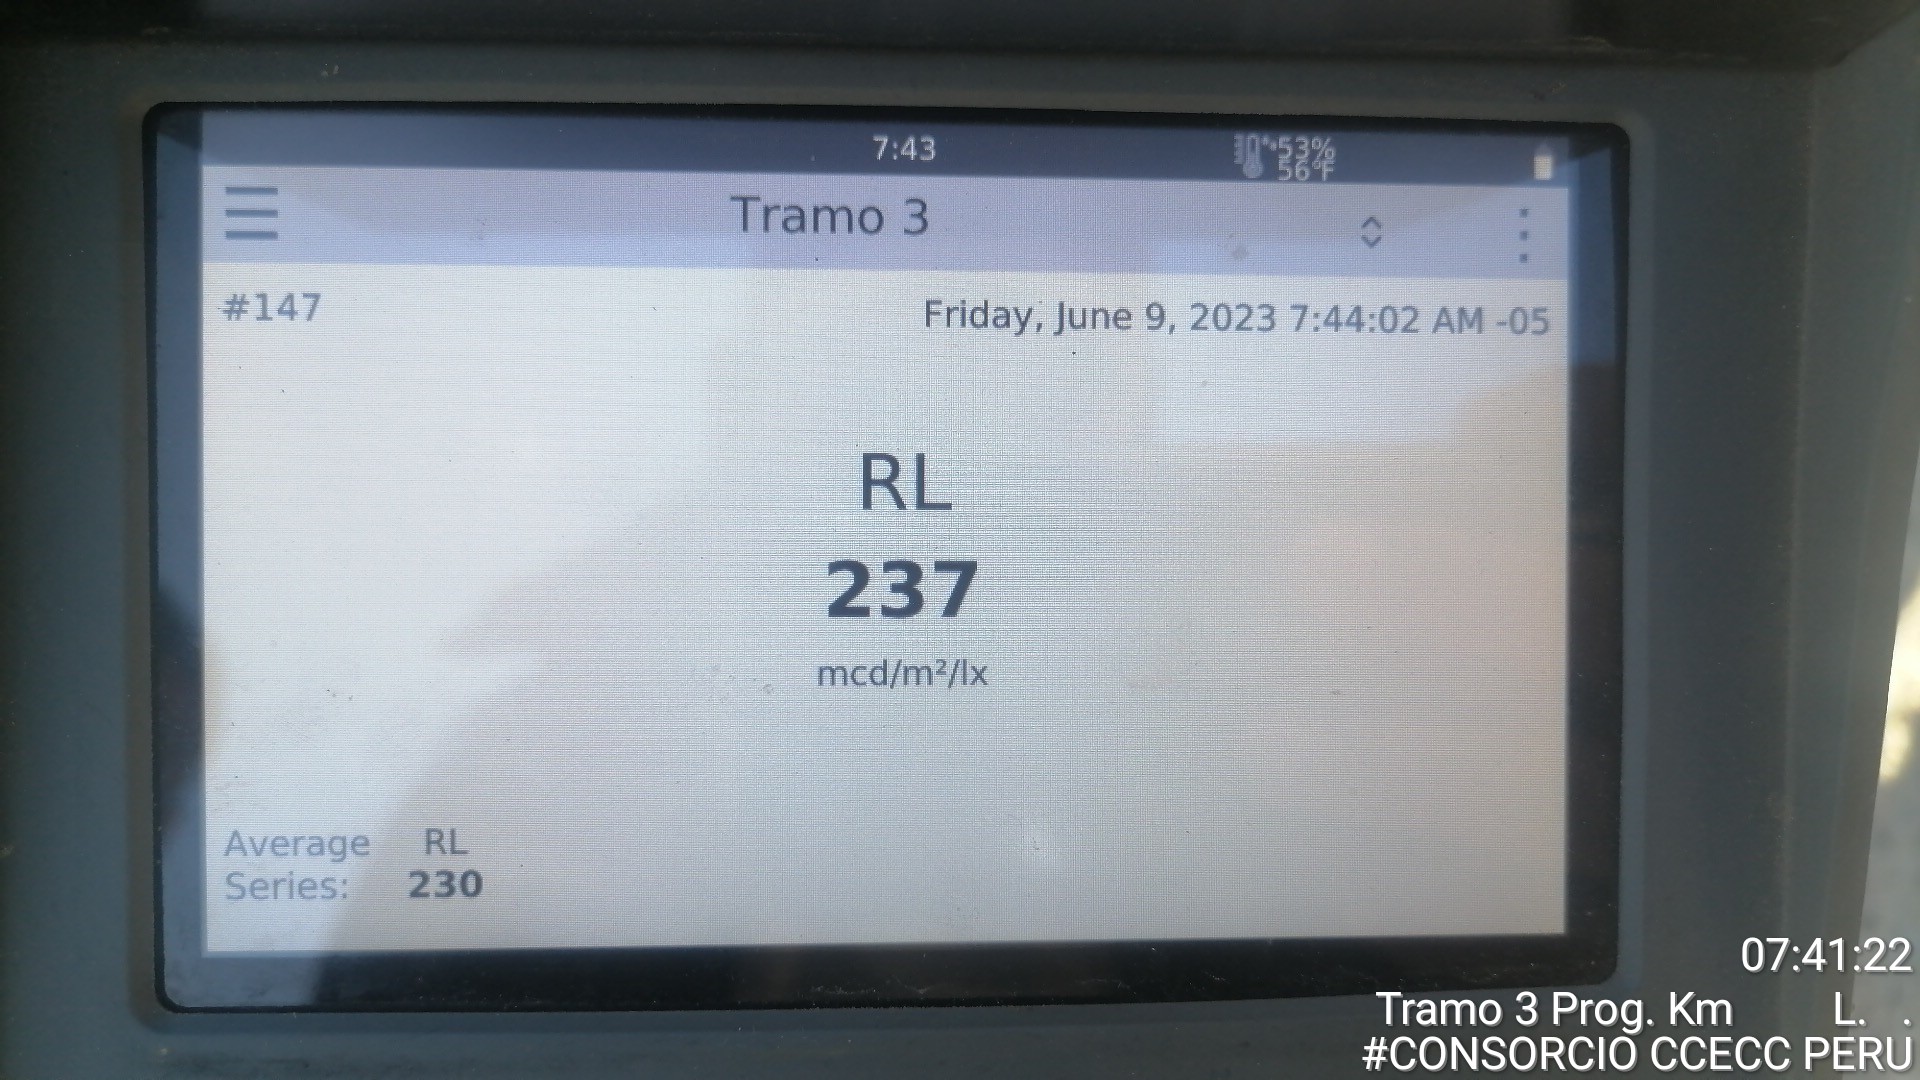 7:43
53%
56°F
Tramo 3
#147
Friday, June 9, 2023 7:44:02 AM -05
RL
237
mcd/m²/lx
Average RL
Series: 230
07:41:22
Tramo 3 Prog. Km L. .
#CONSORCIO CCECC PERU